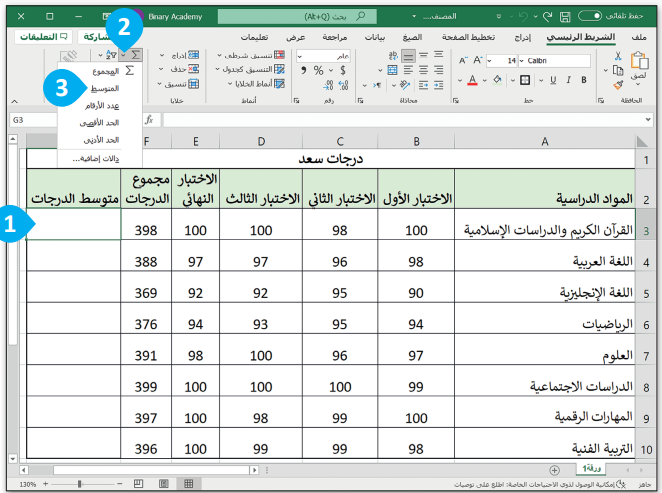 حفظ تلقائي المصنف.... بحث (Alt+Q) Binary Academy
ملف الشريط الرئيسي إدراج تخطيط الصفحة الصيغ بيانات مراجعة عرض تعليمات مشاركة التعليقات
لصق Calibri 14 A^ A˅ عام تنسيق شرطي إدراج
B I U A $ % 9 التنسيق كجدول حذف
أنماط الخلايا تنسيق
الحافظة خط محاذاة رقم أنماط خلايا
2
3
المجموع
المتوسط
عدد الأرقام
الحد الأقصى
الحد الأدنى
دالات إضافية...
G3 fx
A B C D E F
1 درجات سعد
2 المواد الدراسية الاختبار الأول الاختبار الثاني الاختبار الثالث الاختبار النهائي مجموع الدرجات متوسط الدرجات
1
3 القرآن الكريم والدراسات الإسلامية 100 98 100 100 398
4 اللغة العربية 98 96 97 97 388
5 اللغة الإنجليزية 90 95 92 92 369
6 الرياضيات 94 95 93 94 376
7 العلوم 97 96 100 98 391
8 الدراسات الاجتماعية 99 100 100 100 399
9 المهارات الرقمية 100 99 98 100 397
10 التربية الفنية 98 99 99 100 396
ورقة1
جاهز إمكانية الوصول لذوي الاحتياجات الخاصة: اطلع على توصيات 130%